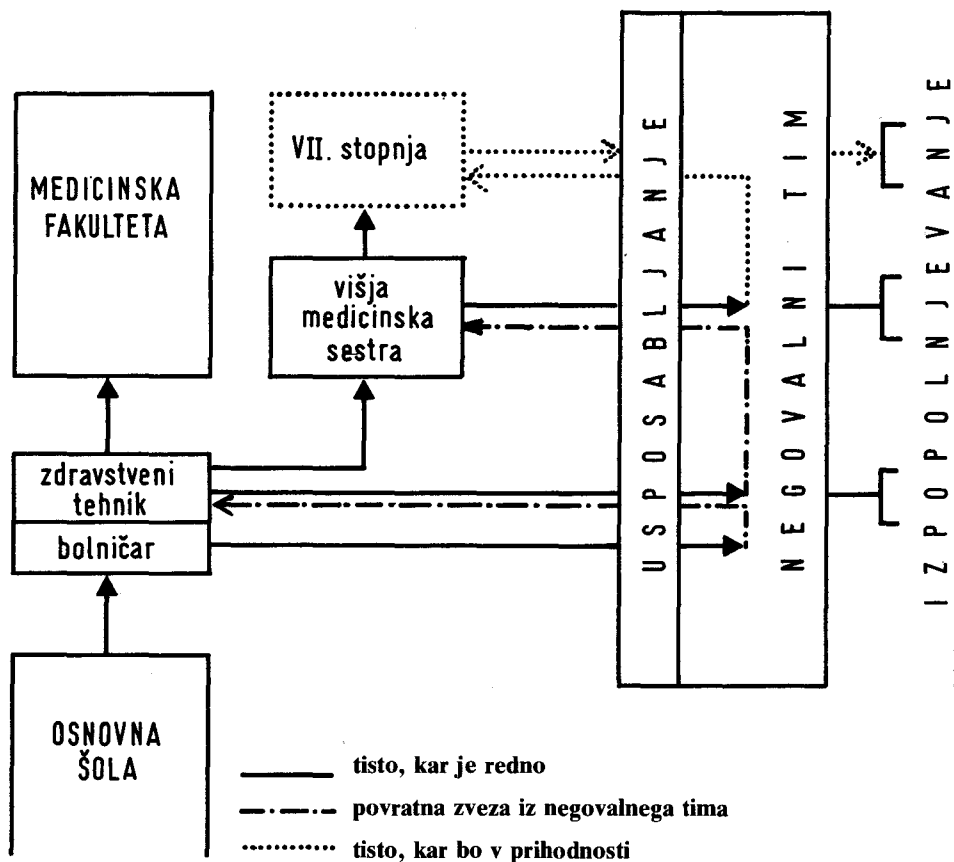 MEDICINSKA
FAKULTETA
VII. stopnja
višja
medicinska
sestra
zdravstveni
tehnik
bolničar
OSNOVNA
ŠOLA
USPOSABLJANJE
NEGOVALNI TIM
IZPOPOLNJEVANJE
tisto, kar je redno
povratna zveza iz negovalnega tima
tisto, kar bo v prihodnosti